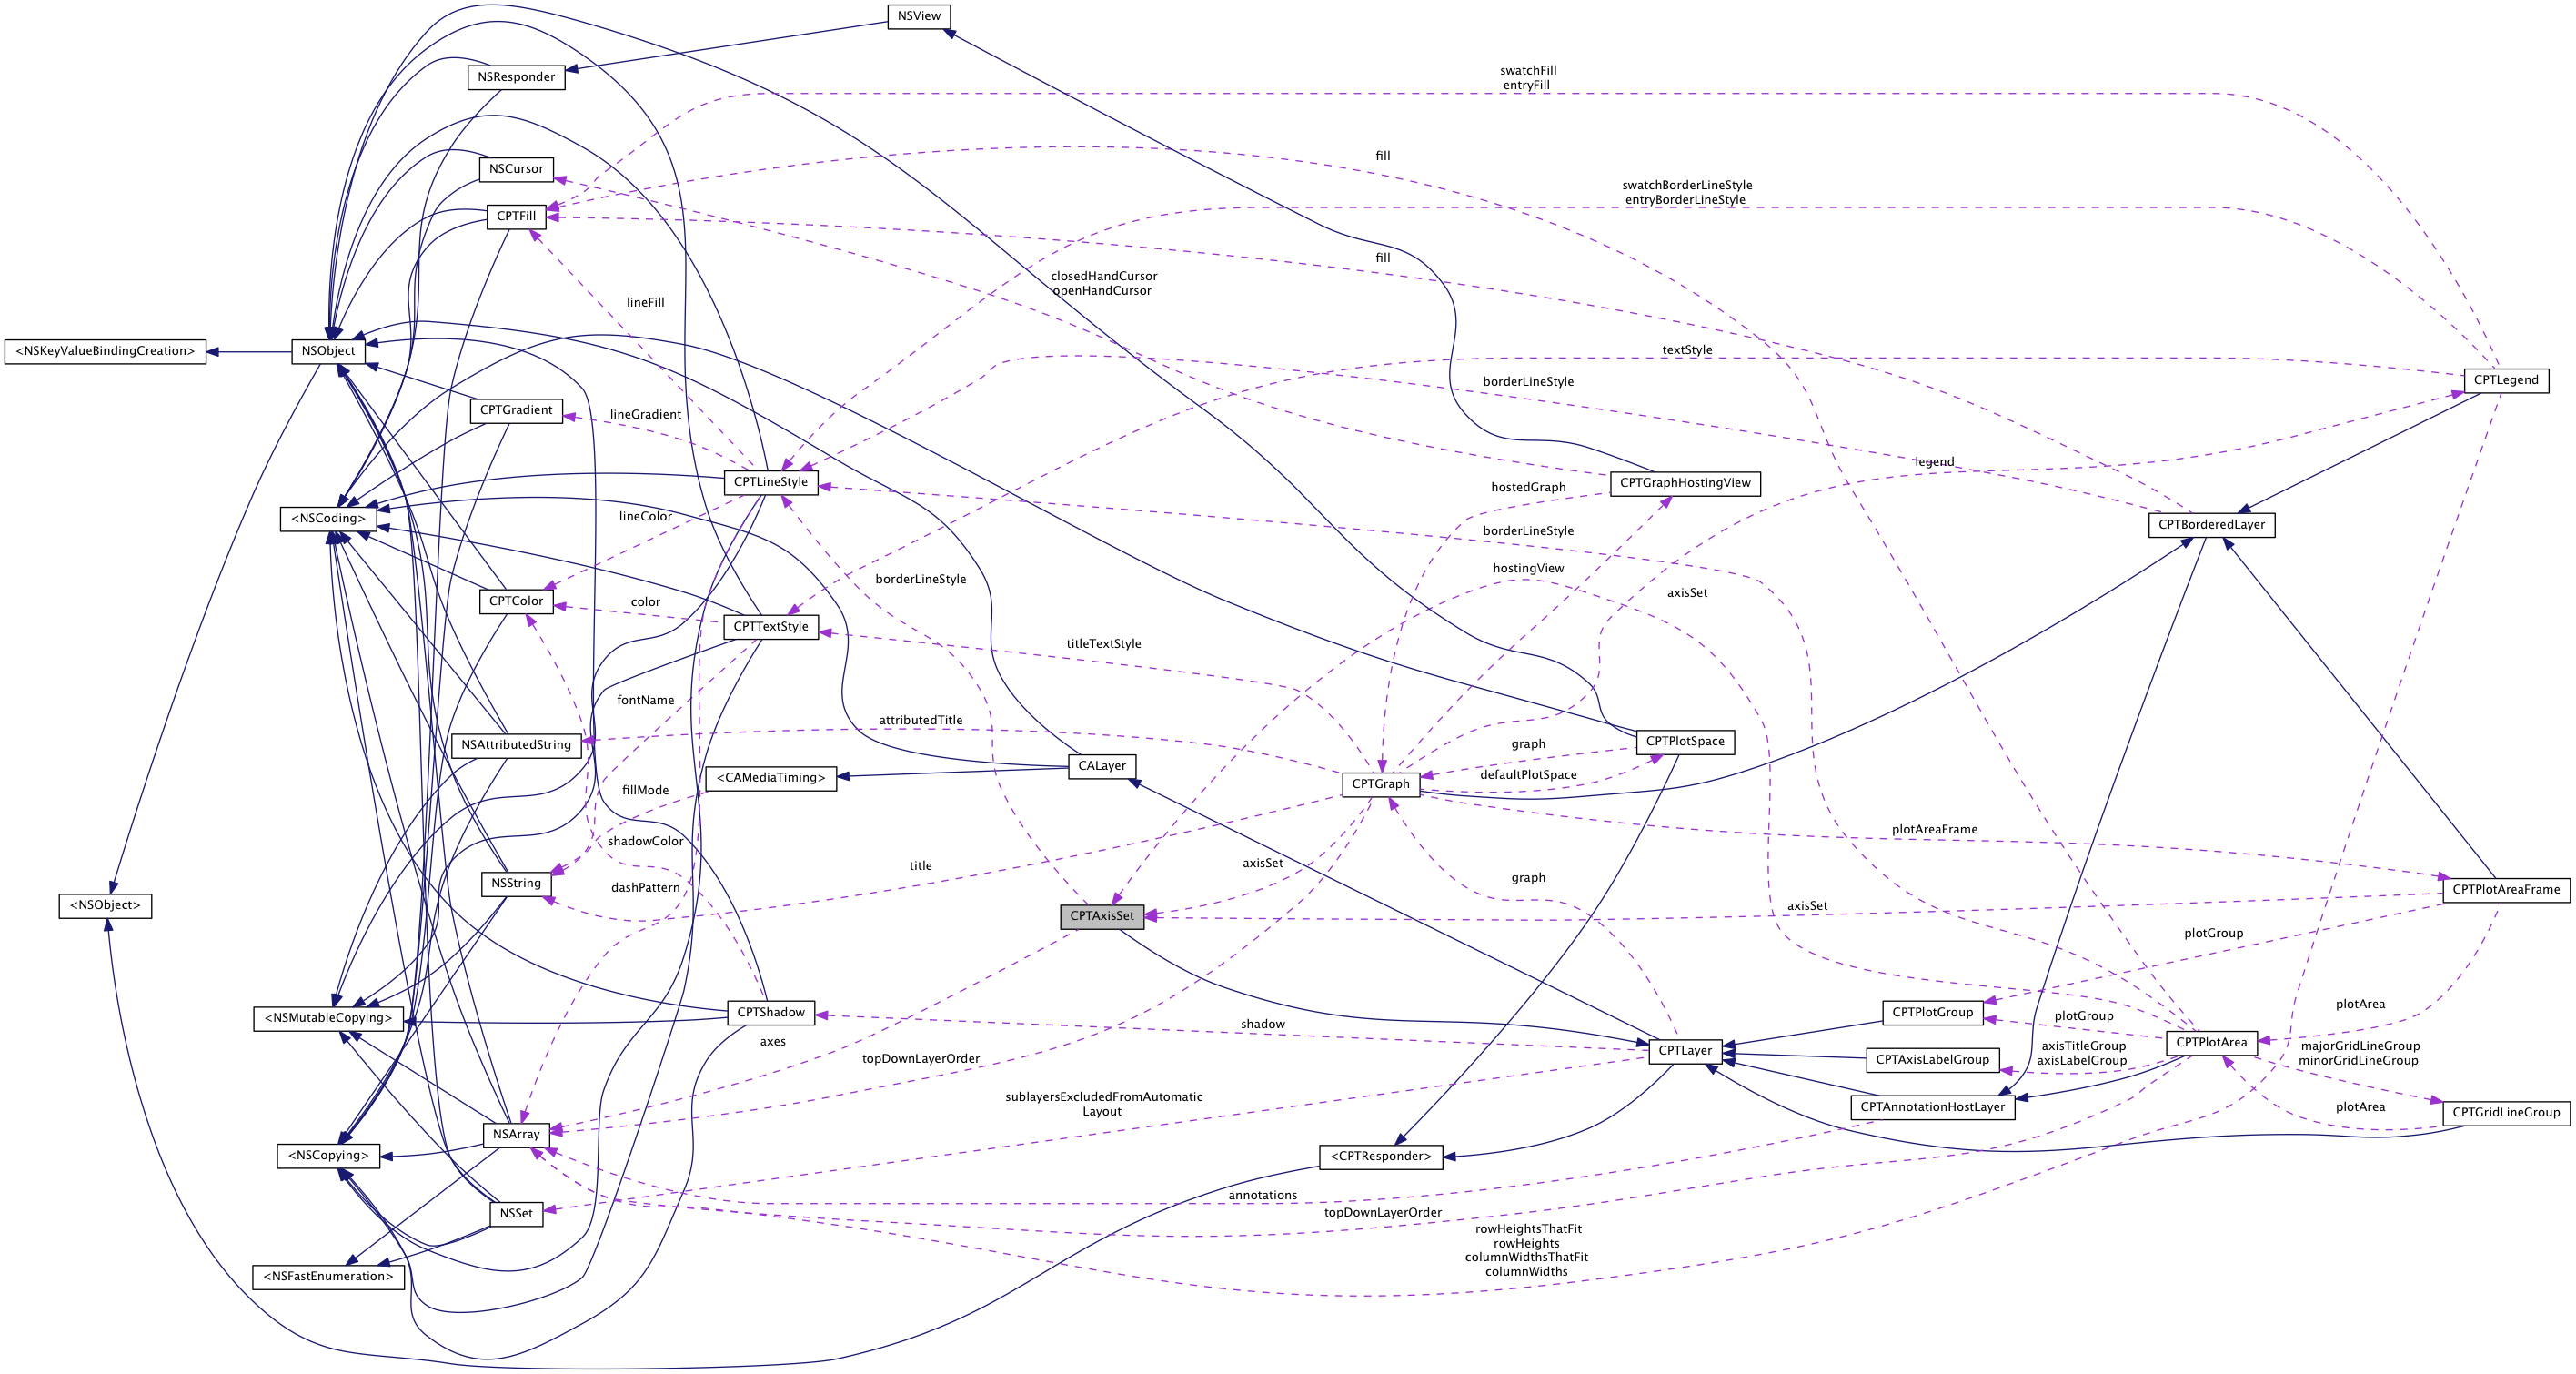 NSView
swatchFill
entryFill
NSResponder
fill
NSCursor
swatchBorderLineStyle
entryBorderLineStyle
CPTFill
fill
closedHandCursor
openHandCursor
lineFill
<NSKeyValueBindingCreation>
NSObject
textStyle
CPTLegend
borderLineStyle
CPTGradient
lineGradient
legend
CPTLineStyle
CPTGraphHostingView
hostedGraph
<NSCoding>
lineColor
CPTBorderedLayer
borderLineStyle
borderLineStyle
hostingView
axisSet
CPTColor
color
CPTTextStyle
titleTextStyle
fontName
attributedTitle
NSAttributedString
CPTPlotSpace
graph
CALayer
<CAMediaTiming>
defaultPlotSpace
CPTGraph
fillMode
plotAreaFrame
shadowColor
title
axisSet
graph
NSString
dashPattern
CPTPlotAreaFrame
<NSObject>
axisSet
CPTAxisSet
plotGroup
plotArea
<NSMutableCopying>
CPTShadow
CPTPlotGroup
plotGroup
shadow
axes
CPTLayer
CPTPlotArea
axisTitleGroup
axisLabelGroup
majorGridLineGroup
minorGridLineGroup
topDownLayerOrder
CPTAxisLabelGroup
sublayersExcludedFromAutomatic
Layout
CPTAnnotationHostLayer
plotArea
CPTGridLineGroup
NSArray
<NSCopying>
<CPTResponder>
annotations
NSSet
topDownLayerOrder
rowHeightsThatFit
rowHeights
columnWidthsThatFit
columnWidths
<NSFastEnumeration>